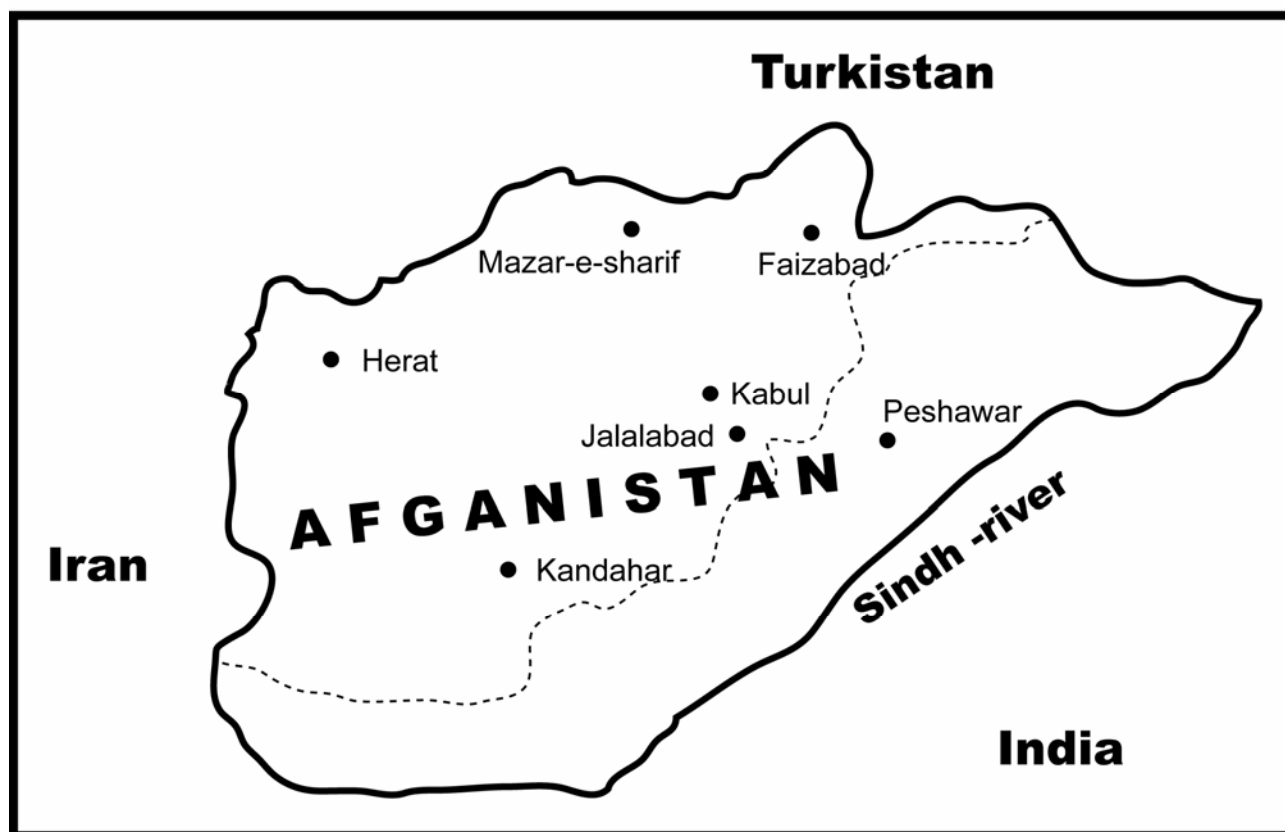 Turkistan
Mazar-e-sharif
Faizabad
Herat
Kabul
Peshawar
Jalalabad
AFGANISTAN
Iran
Kandahar
Sindh -river
India